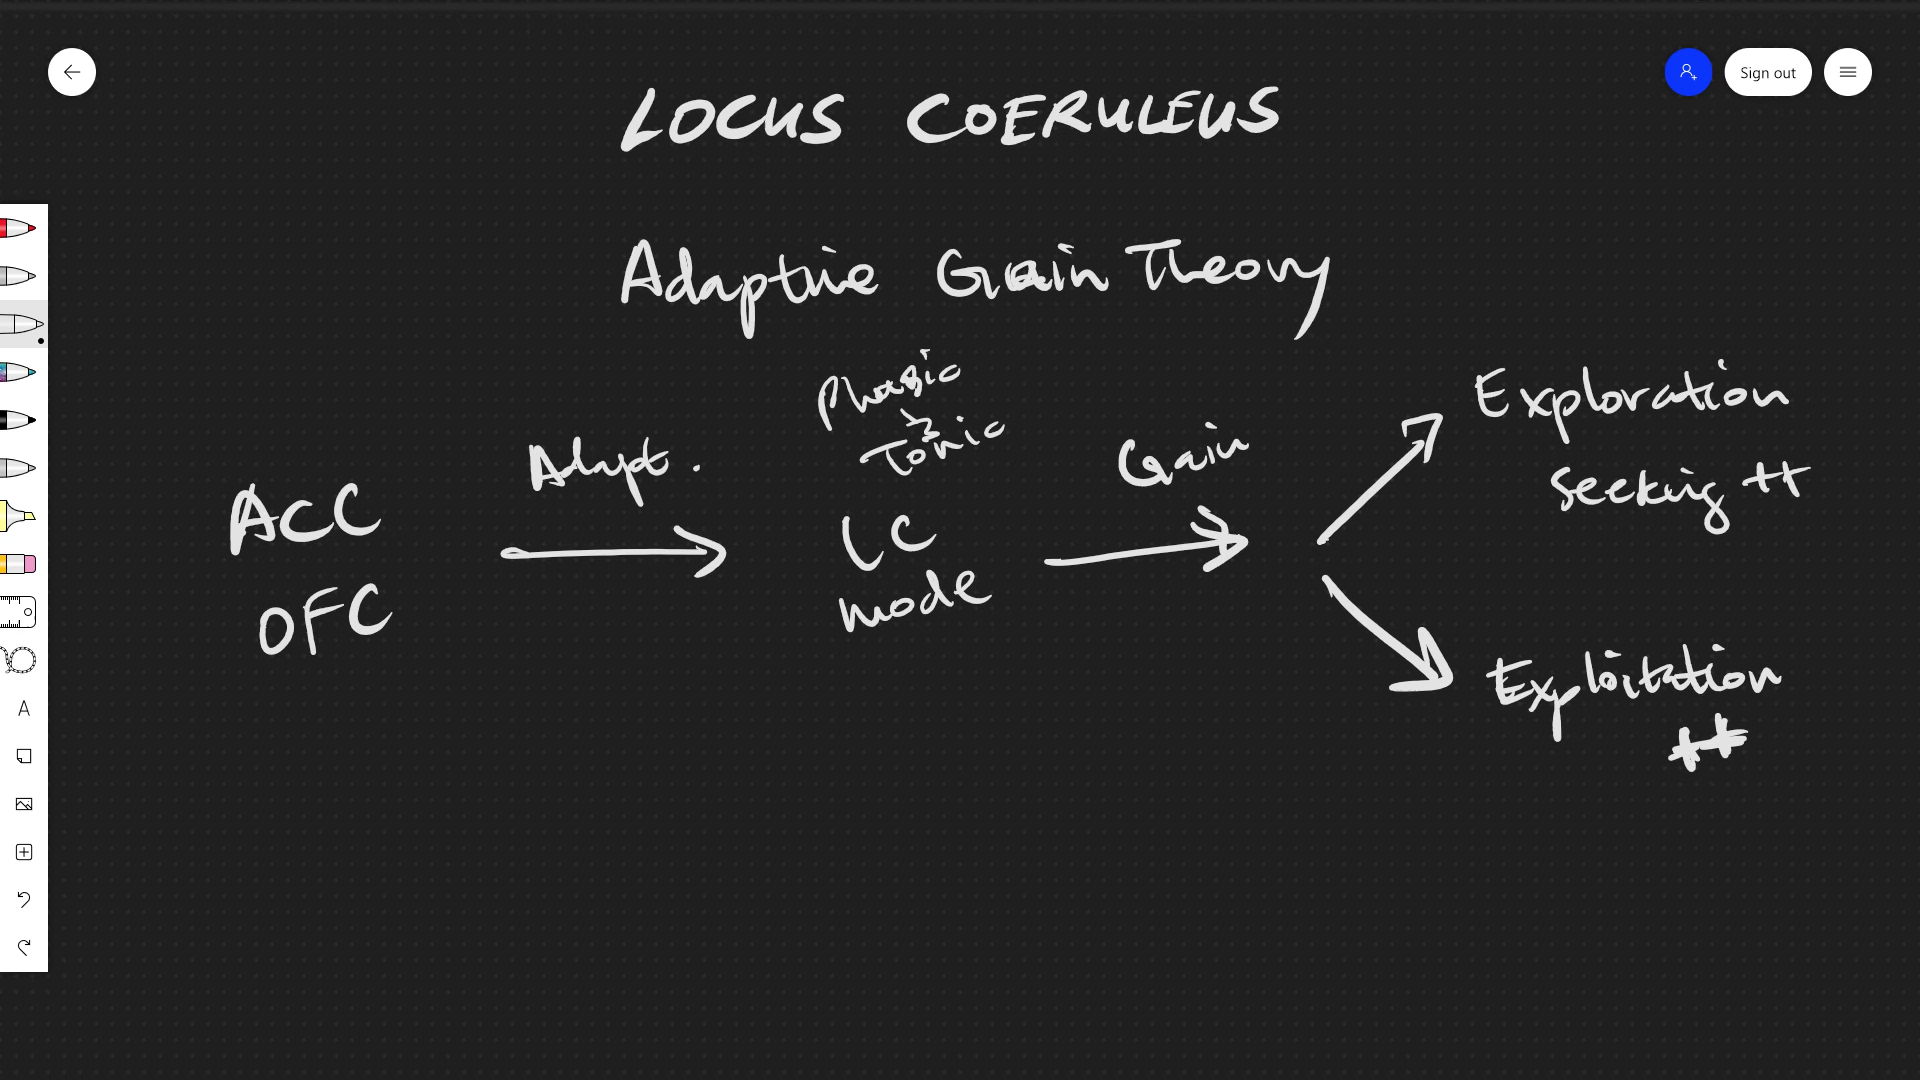 Sign out
LOCUS COERULEUS
Adaptive Gain Theory
Phasic
Tonic
Adapt.
Gain
Exploration
Seeking ++
ACC
OFC
LC
mode
Exploitation
++
A